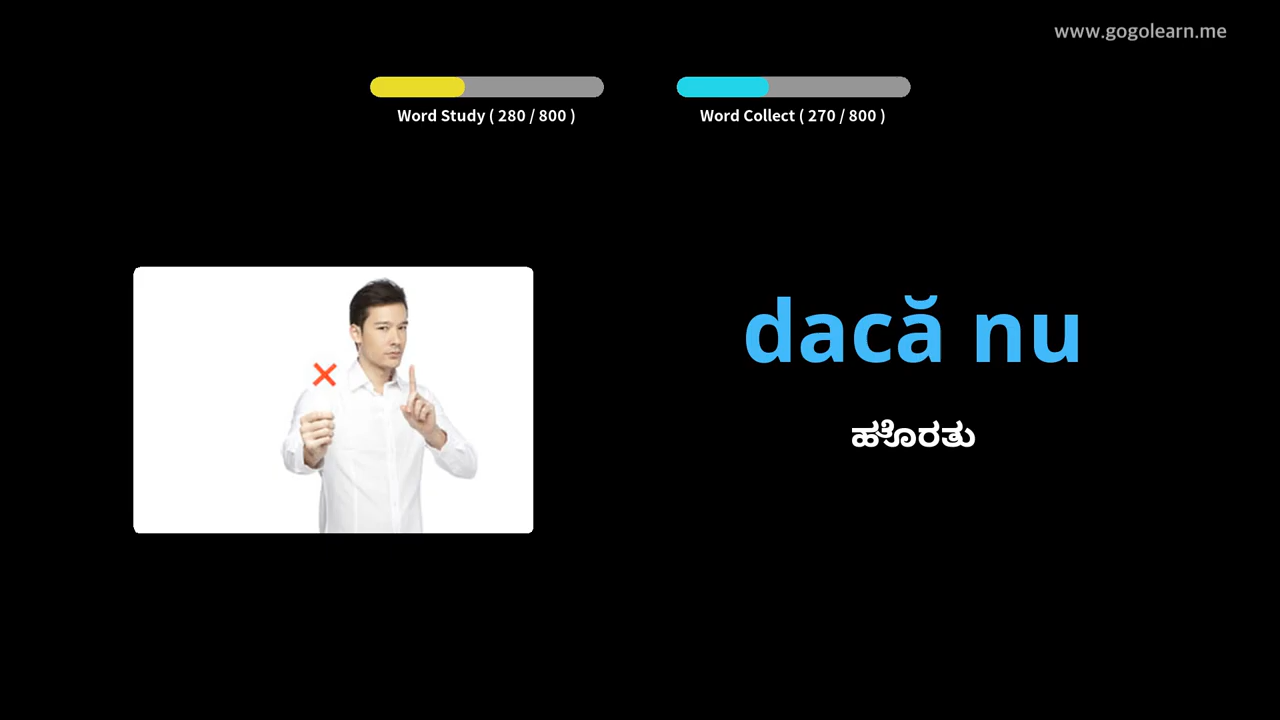 www.gogolearn.me
Word Study ( 280 / 800 )
Word Collect ( 270 / 800 )
dacă nu
ಹೊರತು